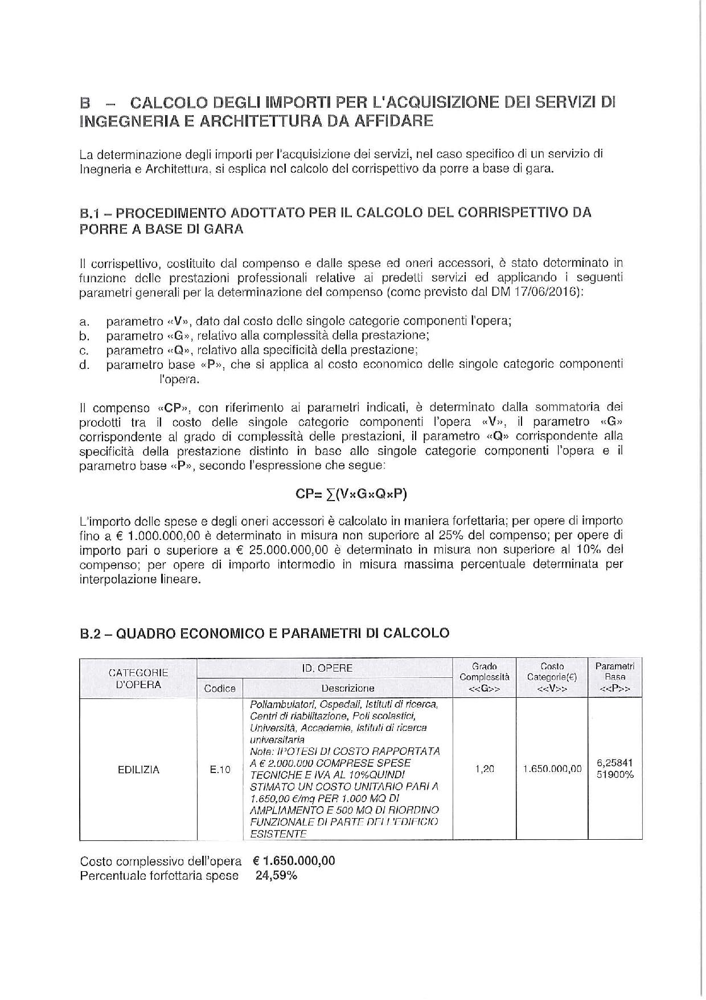 B – CALCOLO DEGLI IMPORTI PER L'ACQUISIZIONE DEI SERVIZI DI
INGEGNERIA E ARCHITETTURA DA AFFIDARE
La determinazione degli importi per l'acquisizione dei servizi, nel caso specifico di un servizio di
Inegneria e Architettura, si esplica nel calcolo del corrispettivo da porre a base di gara.
B.1 – PROCEDIMENTO ADOTTATO PER IL CALCOLO DEL CORRISPETTIVO DA
PORRE A BASE DI GARA
Il corrispettivo, costituito dal compenso e dalle spese ed oneri accessori, è stato determinato in
funzione delle prestazioni professionali relative ai predetti servizi ed applicando i seguenti
parametri generali per la determinazione del compenso (come previsto dal DM 17/06/2016):
a. parametro «V», dato dal costo delle singole categorie componenti l'opera;
b. parametro «G», relativo alla complessità della prestazione;
c. parametro «Q», relativo alla specificità della prestazione;
d. parametro base «P», che si applica al costo economico delle singole categorie componenti
l'opera.
Il compenso «CP», con riferimento ai parametri indicati, è determinato dalla sommatoria dei
prodotti tra il costo delle singole categorie componenti l'opera «V», il parametro «G»
corrispondente al grado di complessità delle prestazioni, il parametro «Q» corrispondente alla
specificità della prestazione distinto in base alle singole categorie componenti l'opera e il
parametro base «P», secondo l'espressione che segue:
CP= ∑(V×G×Q×P)
L'importo delle spese e degli oneri accessori è calcolato in maniera forfettaria; per opere di importo
fino a € 1.000.000,00 è determinato in misura non superiore al 25% del compenso; per opere di
importo pari o superiore a € 25.000.000,00 è determinato in misura non superiore al 10% del
compenso; per opere di importo intermedio in misura massima percentuale determinata per
interpolazione lineare.
B.2 – QUADRO ECONOMICO E PARAMETRI DI CALCOLO
CATEGORIE
D'OPERA
ID. OPERE
Codice
Descrizione
Grado
Complessità
<<G>>
Costo
Categorie(€)
<<V>>
Parametri
Base
<<P>>
EDILIZIA
E.10
Poliambulatori, Ospedali, Istituti di ricerca,
Centri di riabilitazione, Poli scolastici,
Università, Accademie, Istituti di ricerca
universitaria
Note: IPOTESI DI COSTO RAPPORTATA
A € 2.000.000 COMPRESE SPESE
TECNICHE E IVA AL 10%QUINDI
STIMATO UN COSTO UNITARIO PARI A
1.650,00 €/mq PER 1.000 MQ DI
AMPLIAMENTO E 500 MQ DI RIORDINO
FUNZIONALE DI PARTE DELL'EDIFICIO
ESISTENTE
1,20
1.650.000,00
6,25841
51900%
Costo complessivo dell'opera € 1.650.000,00
Percentuale forfettaria spese 24,59%